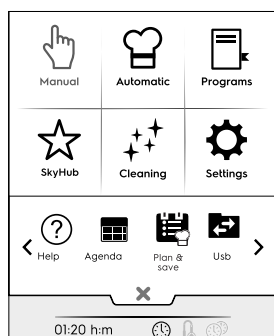 Manual Automatic Programs
SkyHub Cleaning Settings
Help Agenda Plan & save Usb
01:20 h:m